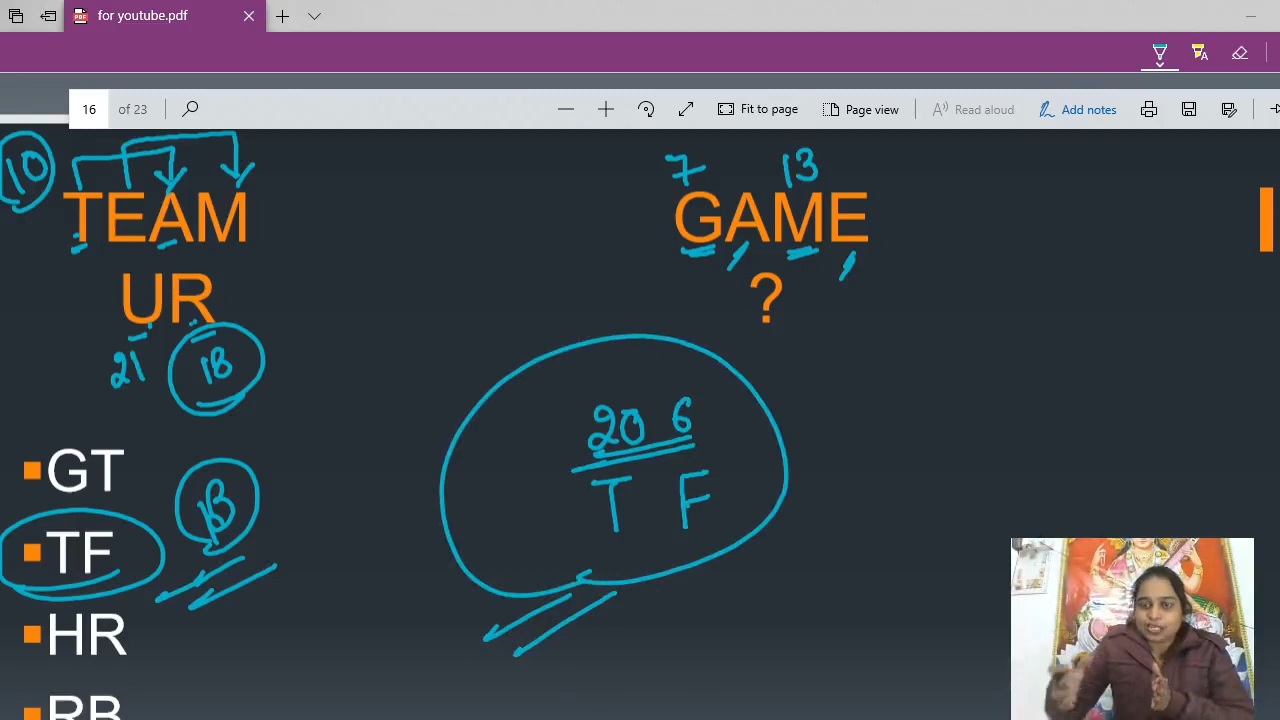 for youtube.pdf
16 of 23
Fit to page
Page view
Read aloud
Add notes
10
7 13
TEAM
GAME
UR
?
21 18
20 6
T F
GT
TF
B
HR
RB